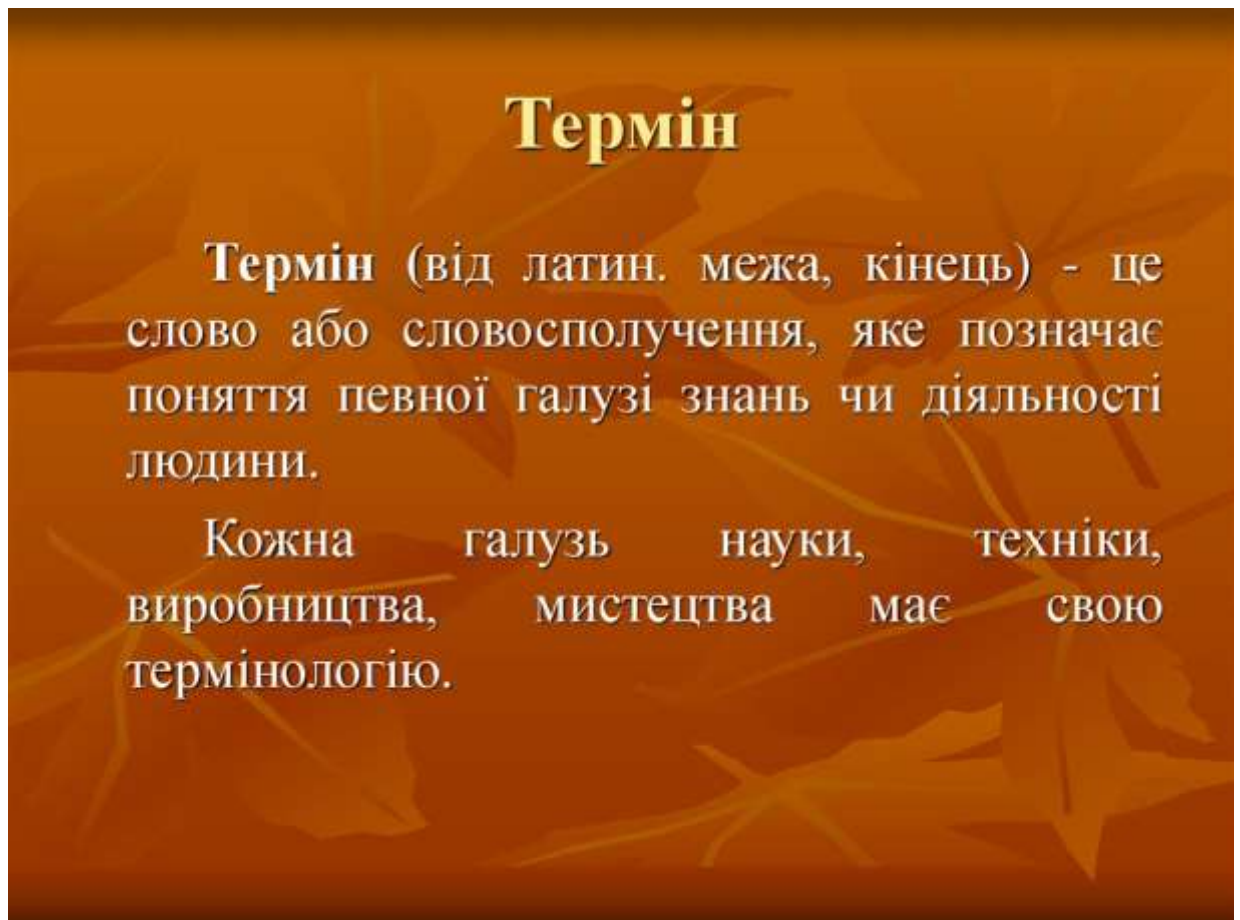 Термін
Термін (від латин. межа, кінець) - це
слово або словосполучення, яке позначає
поняття певної галузі знань чи діяльності
людини.
Кожна галузь науки, техніки,
виробництва, мистецтва має свою
термінологію.